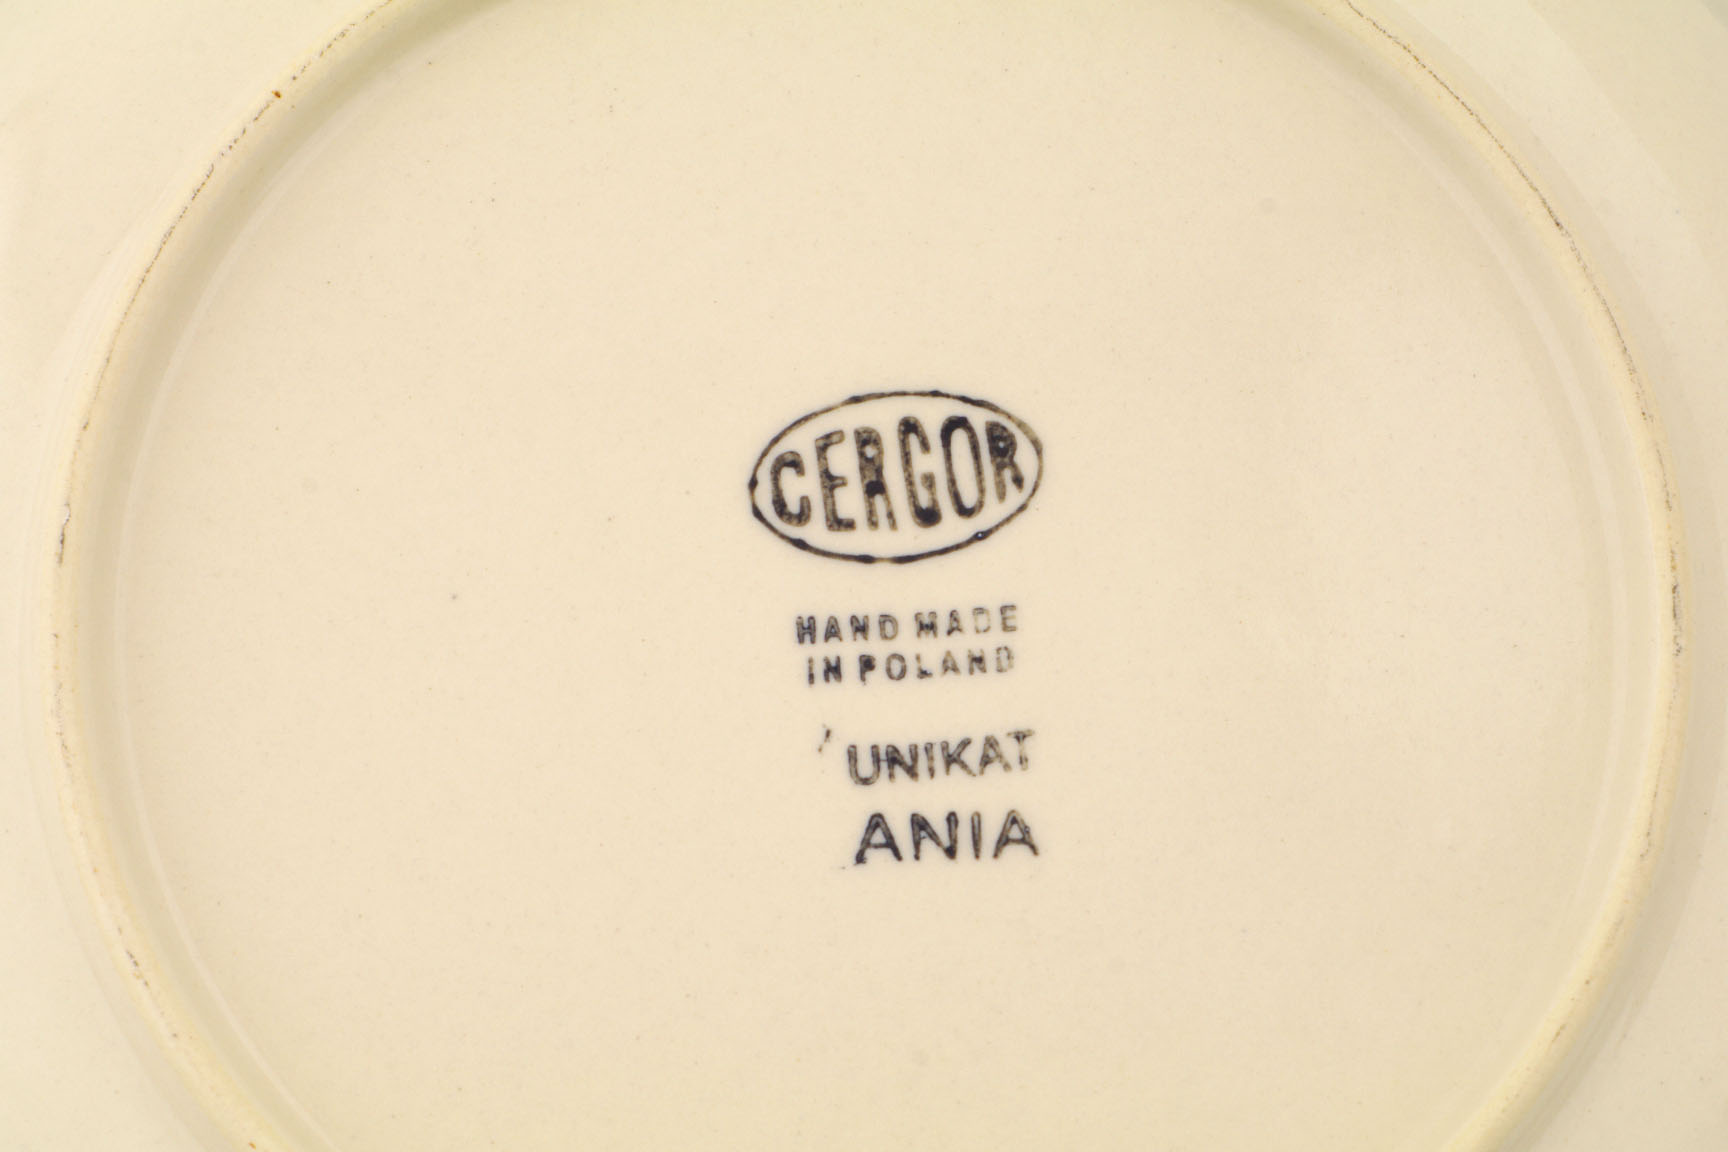 CERGOR
HAND MADE
IN POLAND
UNIKAT
ANIA